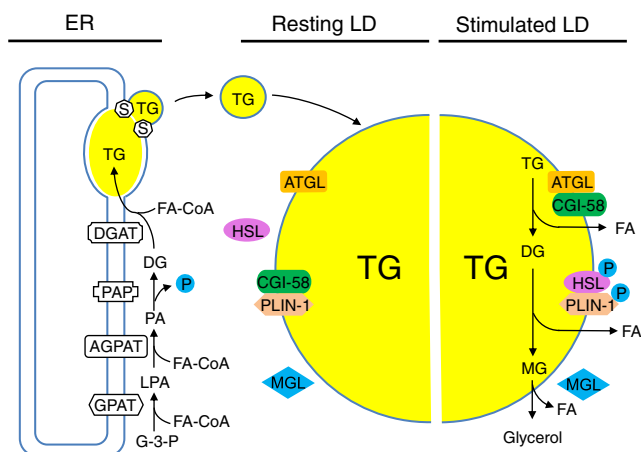 ER
Resting LD
Stimulated LD
S
TG
S
TG
TG
FA-CoA
DGAT
DG
P
PAP
PA
AGPAT
FA-CoA
LPA
GPAT
FA-CoA
G-3-P
ATGL
HSL
CGI-58
PLIN-1
TG
MGL
TG
ATGL
CGI-58
FA
DG
TG
P
HSL
P
PLIN-1
FA
MG
MGL
FA
Glycerol